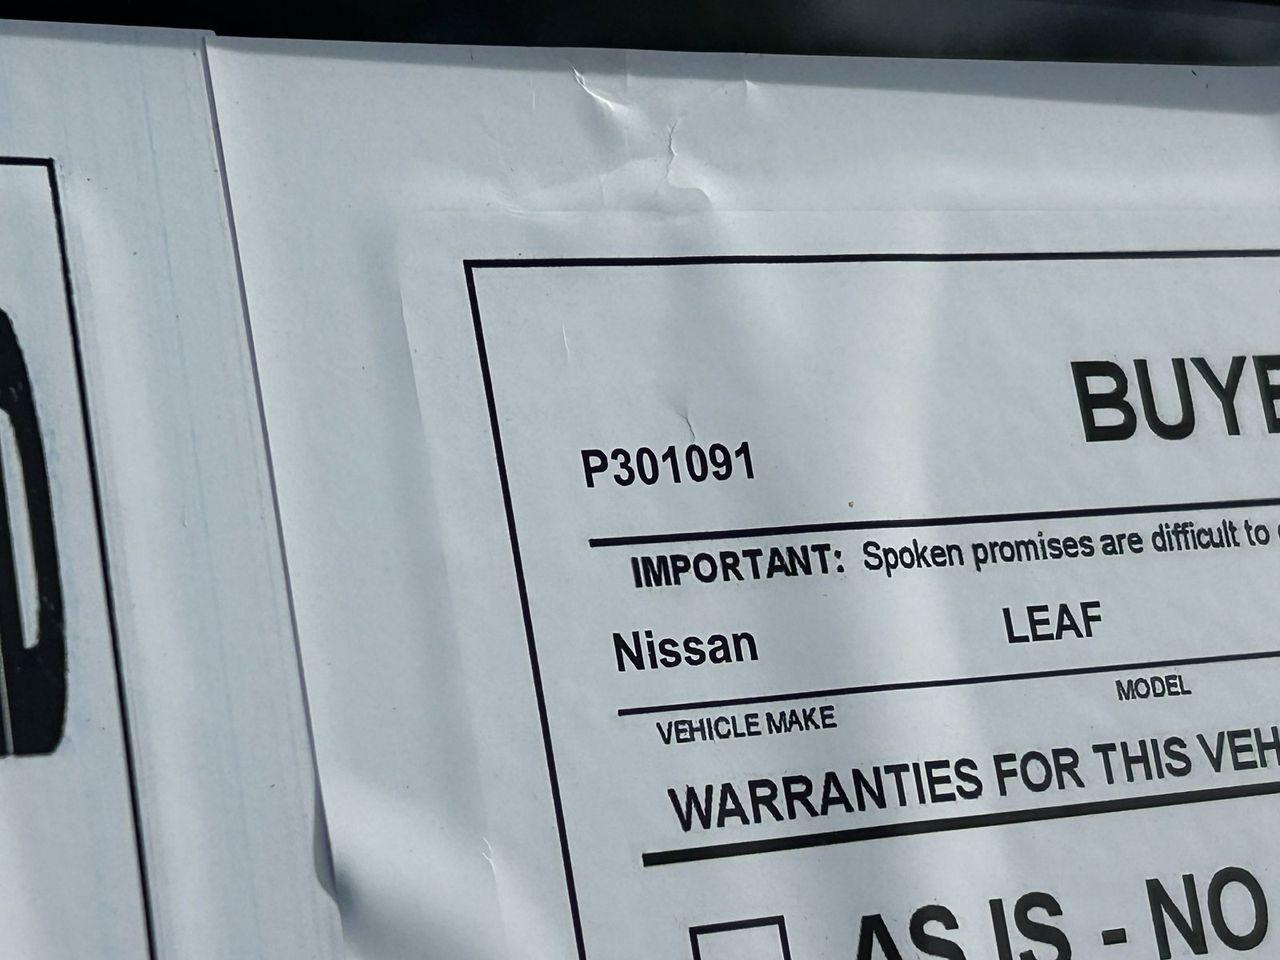 BUYE
P301091
IMPORTANT: Spoken promises are difficult to
Nissan LEAF
VEHICLE MAKE MODEL
WARRANTIES FOR THIS VEH
AS IS - NO